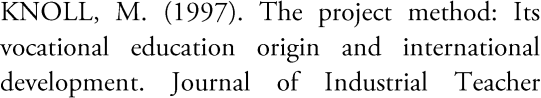 KNOLL, M. (1997). The project method: Its
vocational education origin and international
development. Journal of Industrial Teacher